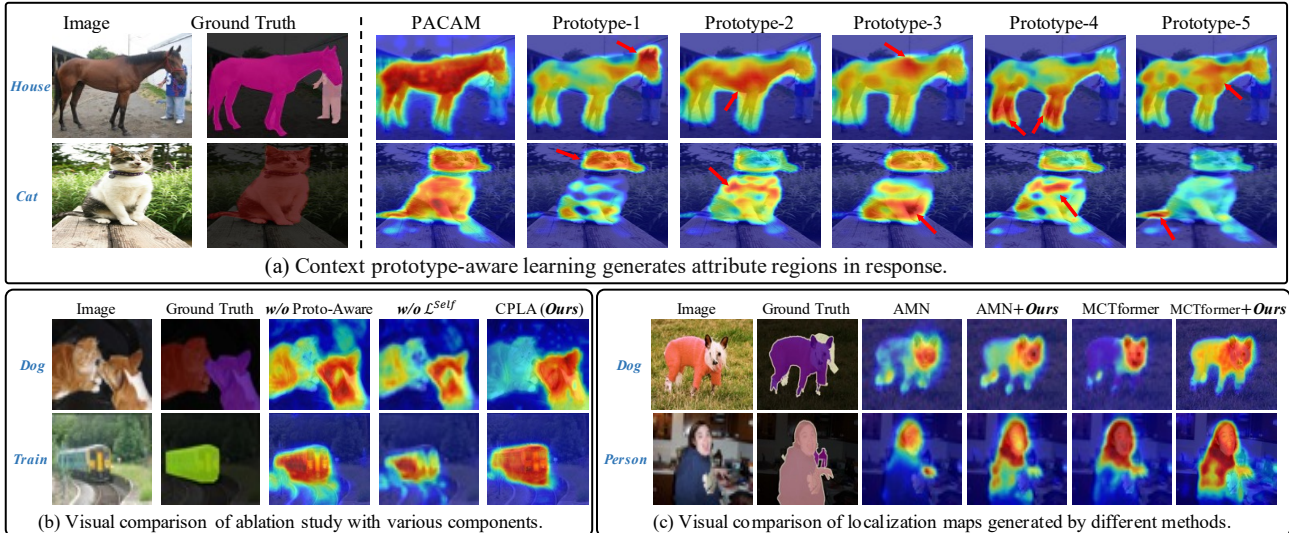 Image Ground Truth PACAM Prototype-1 Prototype-2 Prototype-3 Prototype-4 Prototype-5
House
Cat
(a) Context prototype-aware learning generates attribute regions in response.
Image Ground Truth w/o Proto-Aware w/o ℒ^Self CPLA (Ours)
Dog
Train
(b) Visual comparison of ablation study with various components.
Image Ground Truth AMN AMN+Ours MCTformer MCTformer+Ours
Dog
Person
(c) Visual comparison of localization maps generated by different methods.